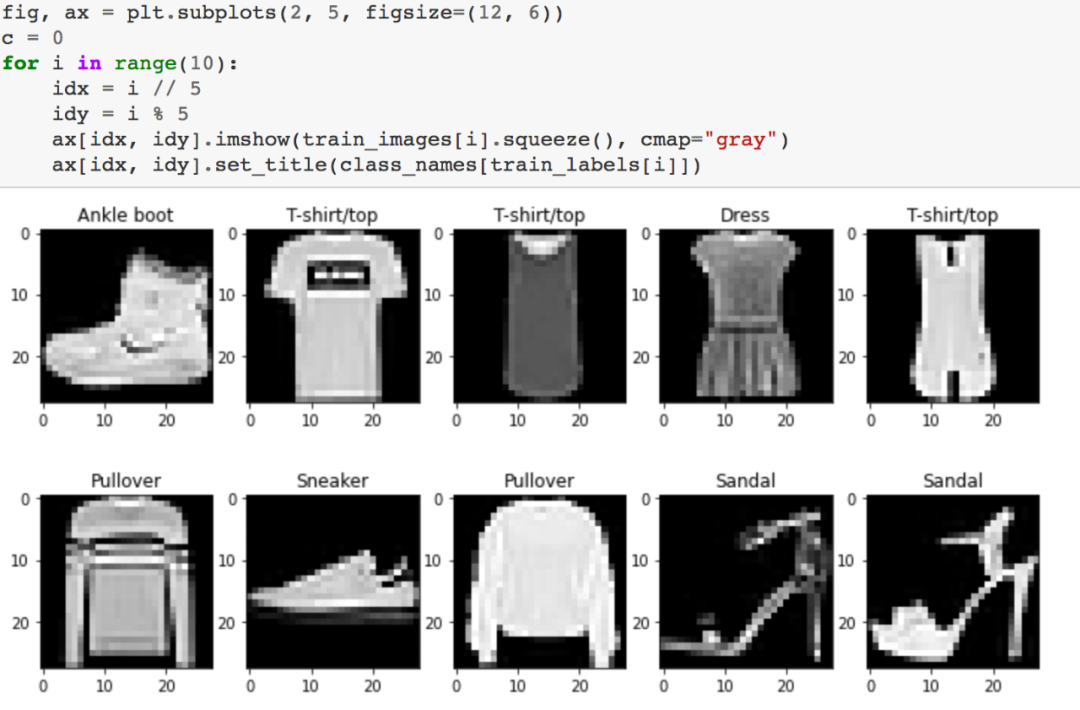 fig, ax = plt.subplots(2, 5, figsize=(12, 6))
c = 0
for i in range(10):
    idx = i // 5
    idy = i % 5
    ax[idx, idy].imshow(train_images[i].squeeze(), cmap="gray")
    ax[idx, idy].set_title(class_names[train_labels[i]])
Ankle boot T-shirt/top T-shirt/top Dress T-shirt/top
0 0 0 0 0
10 10 10 10 10
20 20 20 20 20
0 10 20 0 10 20 0 10 20 0 10 20 0 10 20
Pullover Sneaker Pullover Sandal Sandal
0 0 0 0 0
10 10 10 10 10
20 20 20 20 20
0 10 20 0 10 20 0 10 20 0 10 20 0 10 20